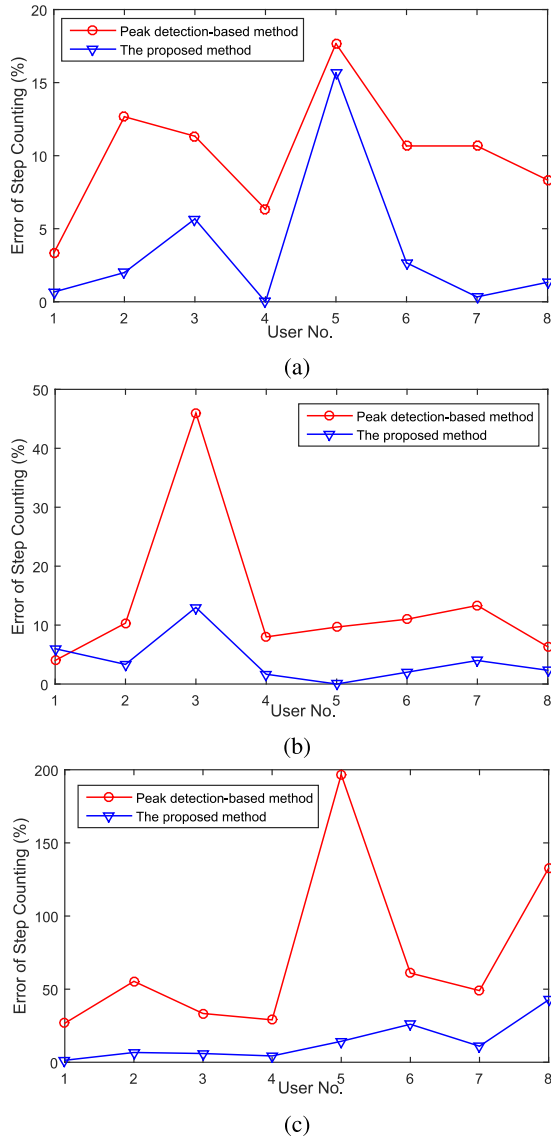 20
15
10
5
0
Error of Step Counting (%)
Peak detection-based method
The proposed method
1 2 3 4 5 6 7 8
User No.
(a)
50
40
30
20
10
0
Error of Step Counting (%)
Peak detection-based method
The proposed method
1 2 3 4 5 6 7 8
User No.
(b)
200
150
100
50
0
Error of Step Counting (%)
Peak detection-based method
The proposed method
1 2 3 4 5 6 7 8
User No.
(c)